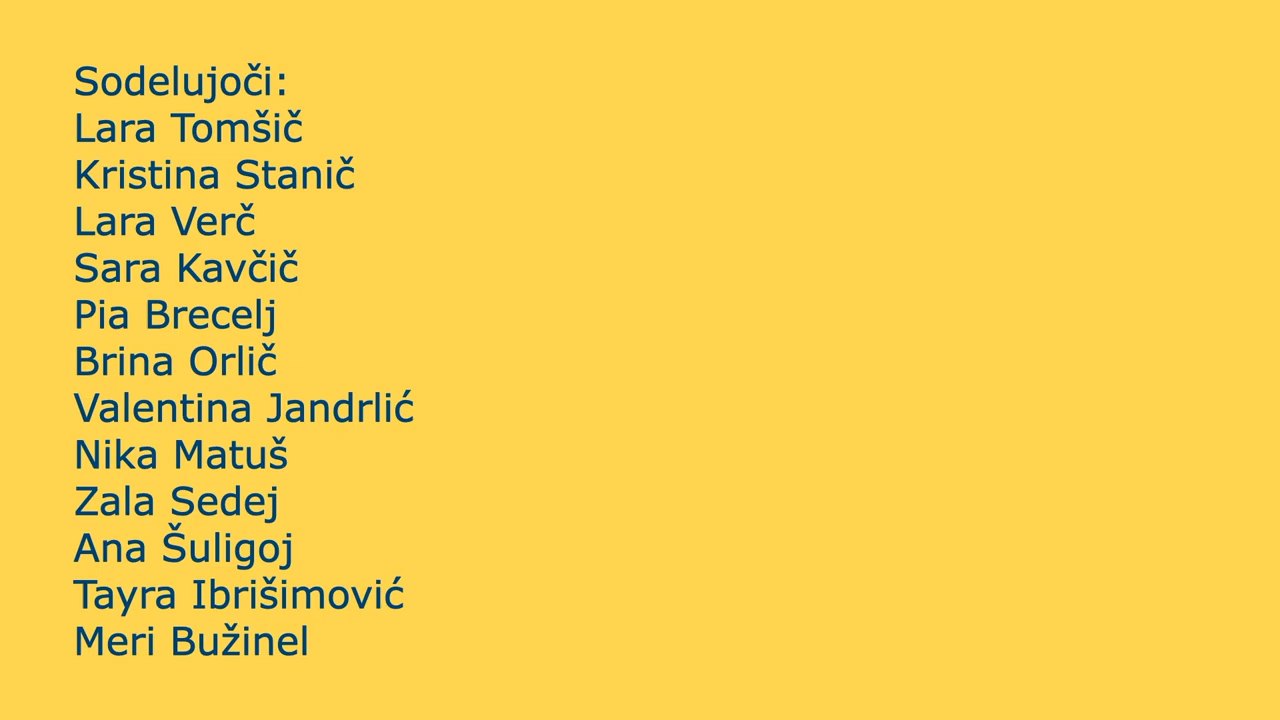 Sodelujoči:
Lara Tomšič
Kristina Stanič
Lara Verč
Sara Kavčič
Pia Brecelj
Brina Orlič
Valentina Jandrlić
Nika Matuš
Zala Sedej
Ana Šuligoj
Tayra Ibrišimović
Meri Bužinel